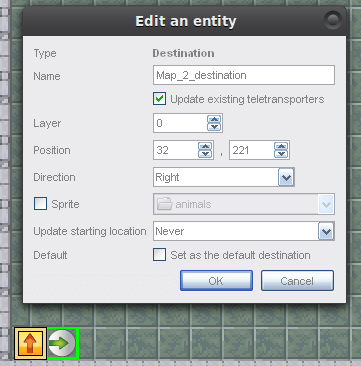 Edit an entity
Type Destination
Name Map_2_destination
Update existing teletransporters
Layer 0
Position 32 , 221
Direction Right
Sprite animals
Update starting location Never
Default Set as the default destination
OK Cancel